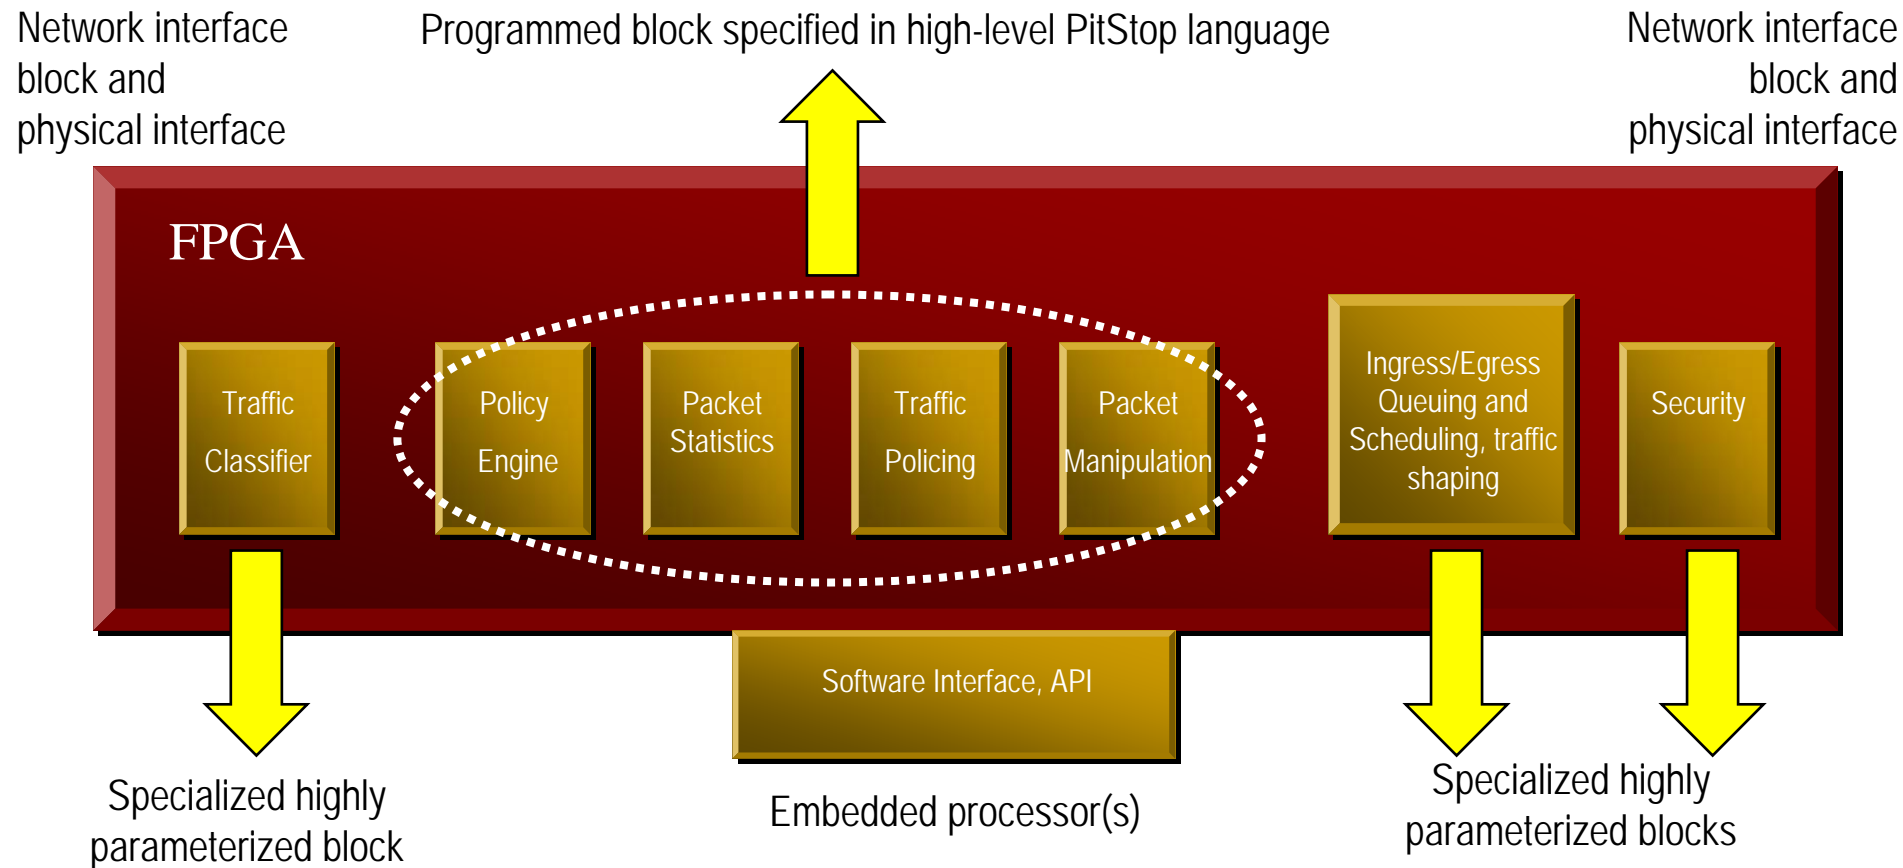 Network interface
block and
physical interface
Programmed block specified in high-level PitStop language
Network interface
block and
physical interface
FPGA
Traffic
Classifier
Policy
Engine
Packet
Statistics
Traffic
Policing
Packet
Manipulation
Ingress/Egress
Queuing and
Scheduling, traffic
shaping
Security
Software Interface, API
Specialized highly
parameterized block
Embedded processor(s)
Specialized highly
parameterized blocks